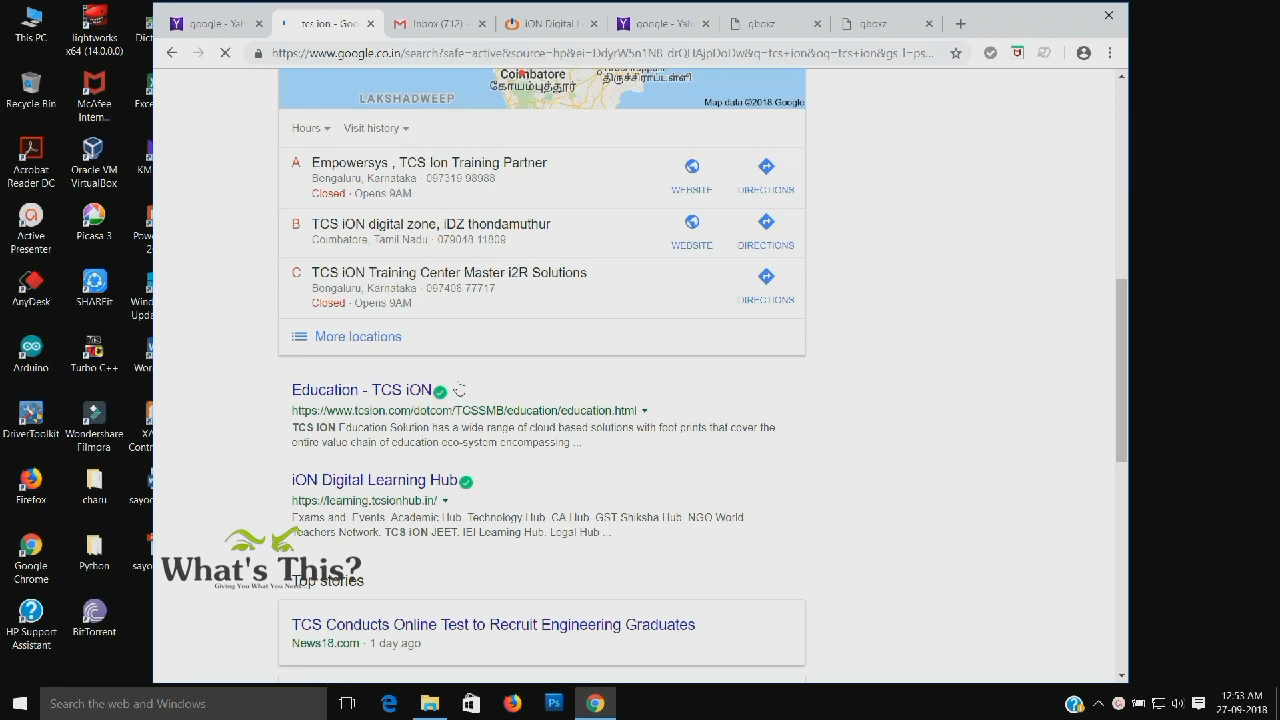 This PC
lightworks x64 (14.0.0.0)
Recycle Bin
McAfee Intern...
Acrobat Reader DC
Oracle VM VirtualBox
Active Presenter
Picasa 3
AnyDesk
SHAREit
Arduino
Turbo C++
DriverToolkit
Wondershare Filmora
Firefox
charu
Google Chrome
Python
HP Support Assistant
BitTorrent
google - Yah
tcs ion - Goo
Inbox (712) -
iON Digital L
google - Yah
qboxz
qboxz
https://www.google.co.in/search?safe=active&source=hp&ei=
Coimbatore
கோயம்புத்தூர்
திருச்சிராப்பள்ளி
LAKSHADWEEP
Map data ©2018 Google
Hours Visit history
A Empowersys , TCS Ion Training Partner
Bengaluru, Karnataka · 097319 98988
Closed · Opens 9AM
WEBSITE DIRECTIONS
B TCS iON digital zone, iDZ thondamuthur
Coimbatore, Tamil Nadu · 079048 11809
WEBSITE DIRECTIONS
C TCS iON Training Center Master i2R Solutions
Bengaluru, Karnataka · 097408 77717
Closed · Opens 9AM
DIRECTIONS
More locations
Education - TCS iON
https://www.tcsion.com/dotcom/TCSSMB/education/education.html
TCS ION Education Solution has a wide range of cloud based solutions with foot prints that cover the
entire value chain of education eco-system encompassing ...
iON Digital Learning Hub
https://learning.tcsionhub.in/
Exams and Events. Academic Hub. Technology Hub. CA Hub. GST Shiksha Hub. NGO World
Teachers Network. TCS iON JEET. IEI Learning Hub. Legal Hub ...
What's This?
Giving You What You Need
Top stories
TCS Conducts Online Test to Recruit Engineering Graduates
News18.com · 1 day ago
Search the web and Windows
12:53 AM
27-09-2018